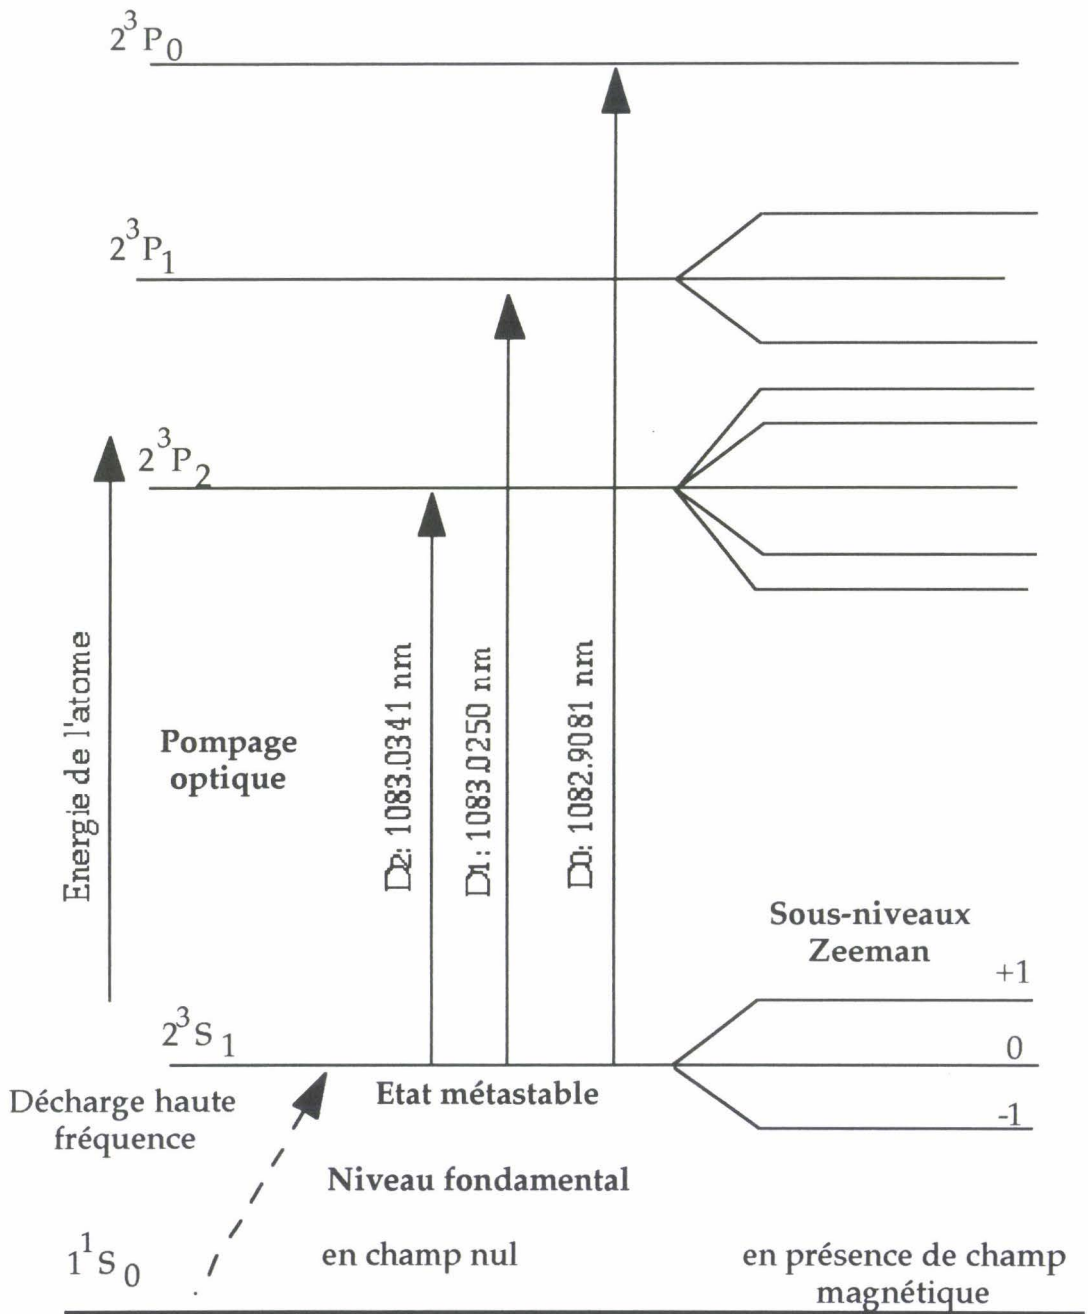 2³P₀
2³P₁
2³P₂
Energie de l'atome
Pompage
optique
D2: 1083.0341 nm
D1: 1083.0250 nm
D0: 1082.9081 nm
Sous-niveaux
Zeeman
+1
2³S₁
0
Etat métastable
-1
Décharge haute
fréquence
Niveau fondamental
1¹S₀
en champ nul
en présence de champ
magnétique